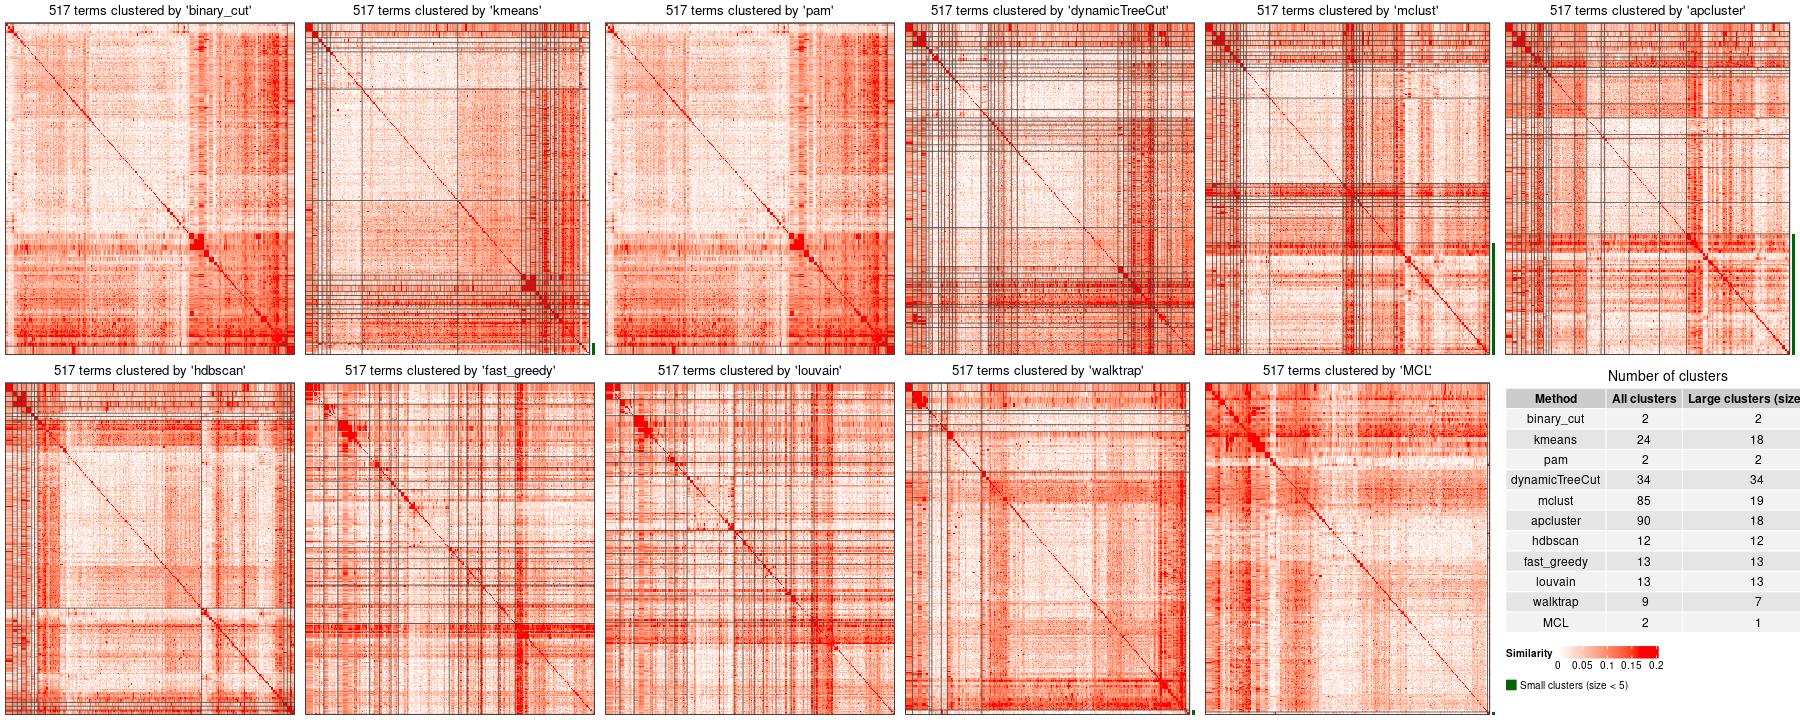 517 terms clustered by 'binary_cut'
517 terms clustered by 'kmeans'
517 terms clustered by 'pam'
517 terms clustered by 'dynamicTreeCut'
517 terms clustered by 'mclust'
517 terms clustered by 'apcluster'
517 terms clustered by 'hdbscan'
517 terms clustered by 'fast_greedy'
517 terms clustered by 'louvain'
517 terms clustered by 'walktrap'
517 terms clustered by 'MCL'
Number of clusters
Method All clusters Large clusters (size
binary_cut 2 2
kmeans 24 18
pam 2 2
dynamicTreeCut 34 34
mclust 85 19
apcluster 90 18
hdbscan 12 12
fast_greedy 13 13
louvain 13 13
walktrap 9 7
MCL 2 1
Similarity
0 0.05 0.1 0.15 0.2
Small clusters (size < 5)